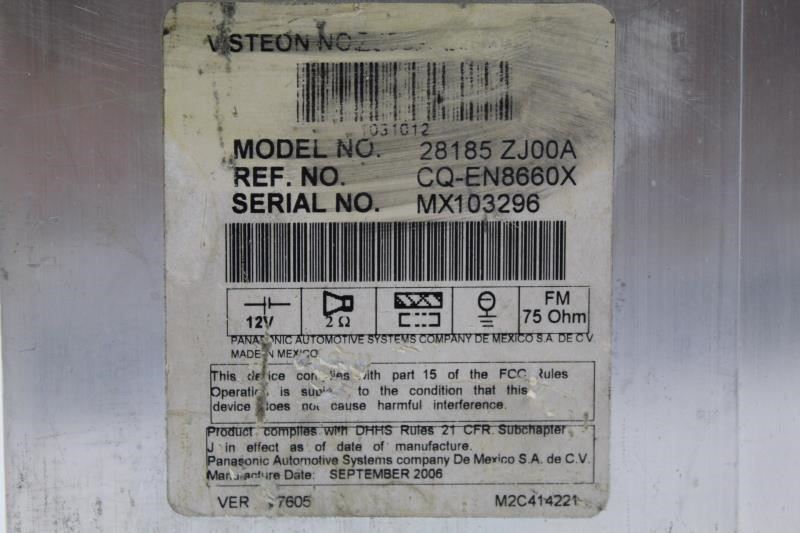 VISTEON NO.
1031012
MODEL NO. 28185 ZJ00A
REF. NO. CQ-EN8660X
SERIAL NO. MX103296
12V 2 Ω FM
75 Ohm
PANASONIC AUTOMOTIVE SYSTEMS COMPANY DE MEXICO S.A. DE C.V.
MADE IN MEXICO
This device complies with part 15 of the FCC Rules
Operation is subject to the condition that this
device does not cause harmful interference.
Product complies with DHHS Rules 21 CFR. Subchapter
J in effect as of date of manufacture.
Panasonic Automotive Systems company De Mexico S.A. de C.V.
Manufacture Date: SEPTEMBER 2006
VER 7605 M2C414221